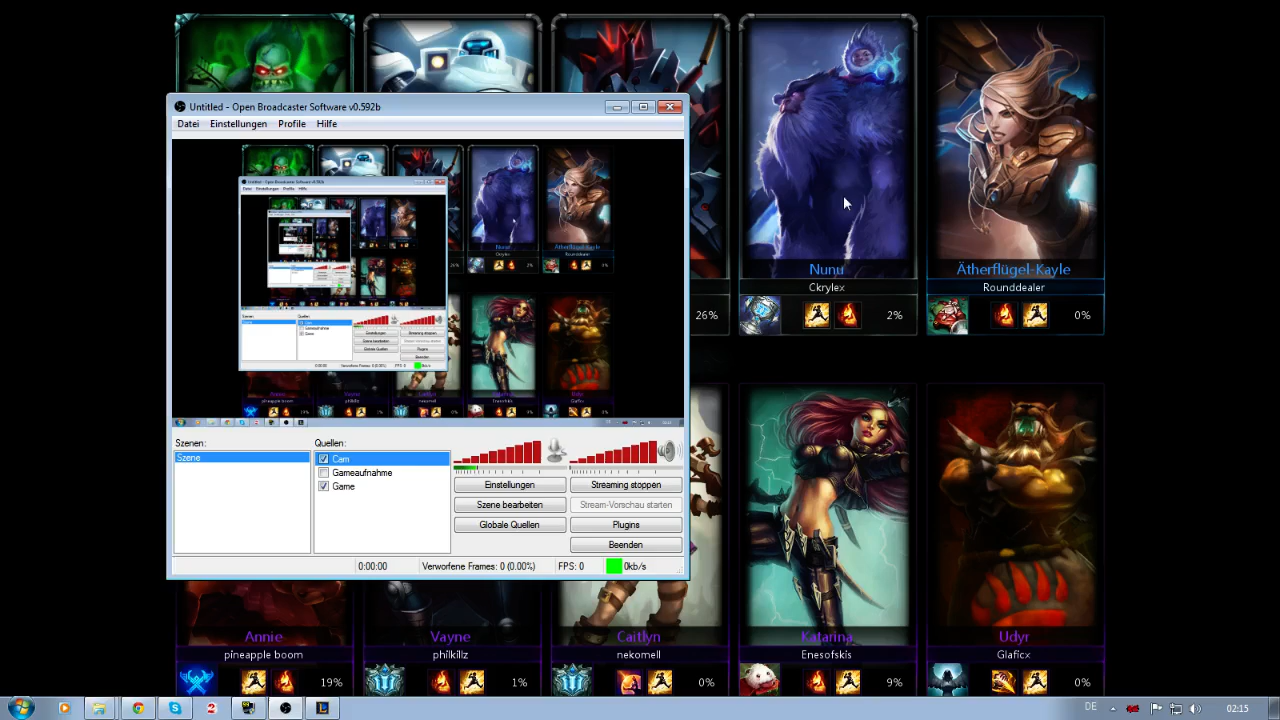 Untitled - Open Broadcaster Software v0.592b
Datei Einstellungen Profile Hilfe
Nunu
Ckrylex
2%
Ätherflügel-Kayle
Rounddealer
0%
26%
Szenen:
Szene
Quellen:
Cam
Gameaufnahme
Game
Einstellungen
Streaming stoppen
Szene bearbeiten
Stream-Vorschau starten
Globale Quellen
Plugins
Beenden
0:00:00
Verworfene Frames: 0 (0.00%)
FPS: 0
0kb/s
Annie
pineapple boom
19%
Vayne
philkillz
1%
Caitlyn
nekomell
0%
Katarina
Enesofskis
9%
Udyr
Glaficx
0%
DE
02:15